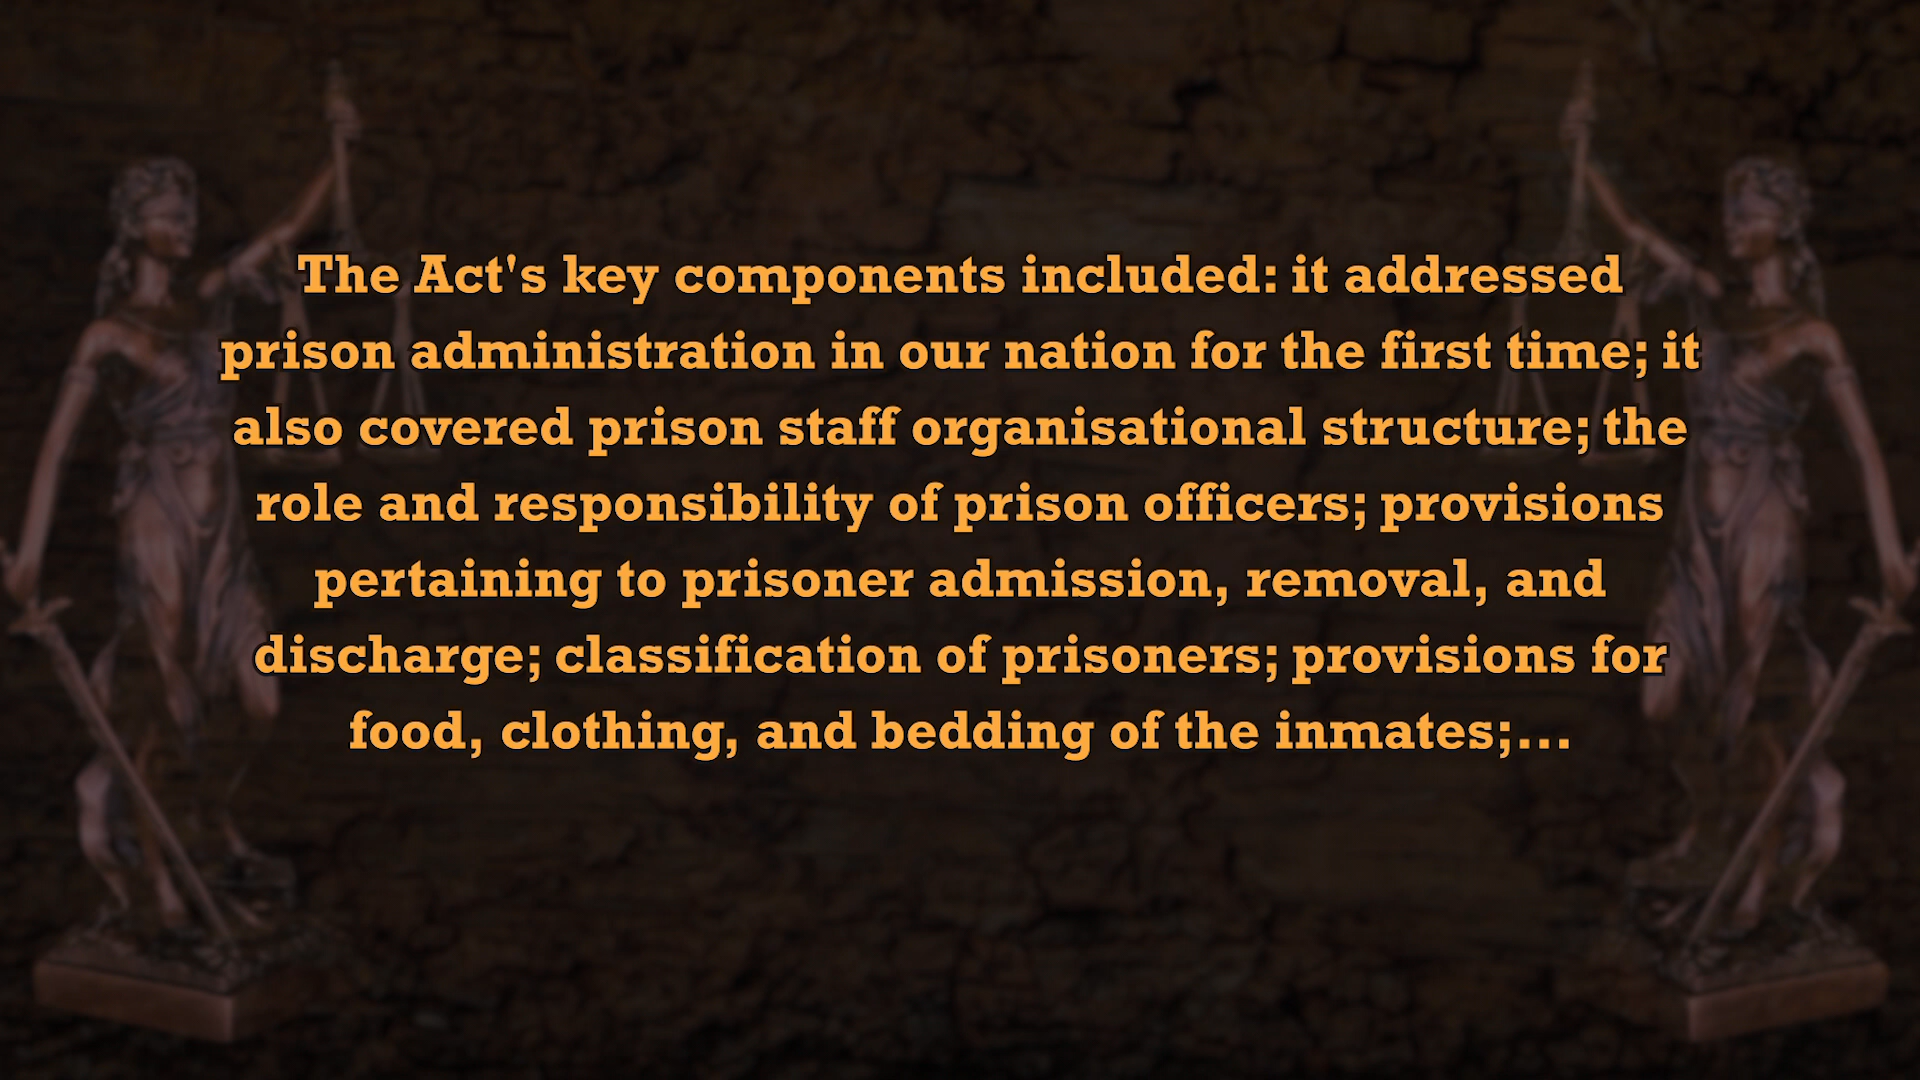 The Act's key components included: it addressed
prison administration in our nation for the first time; it
also covered prison staff organisational structure; the
role and responsibility of prison officers; provisions
pertaining to prisoner admission, removal, and
discharge; classification of prisoners; provisions for
food, clothing, and bedding of the inmates;...